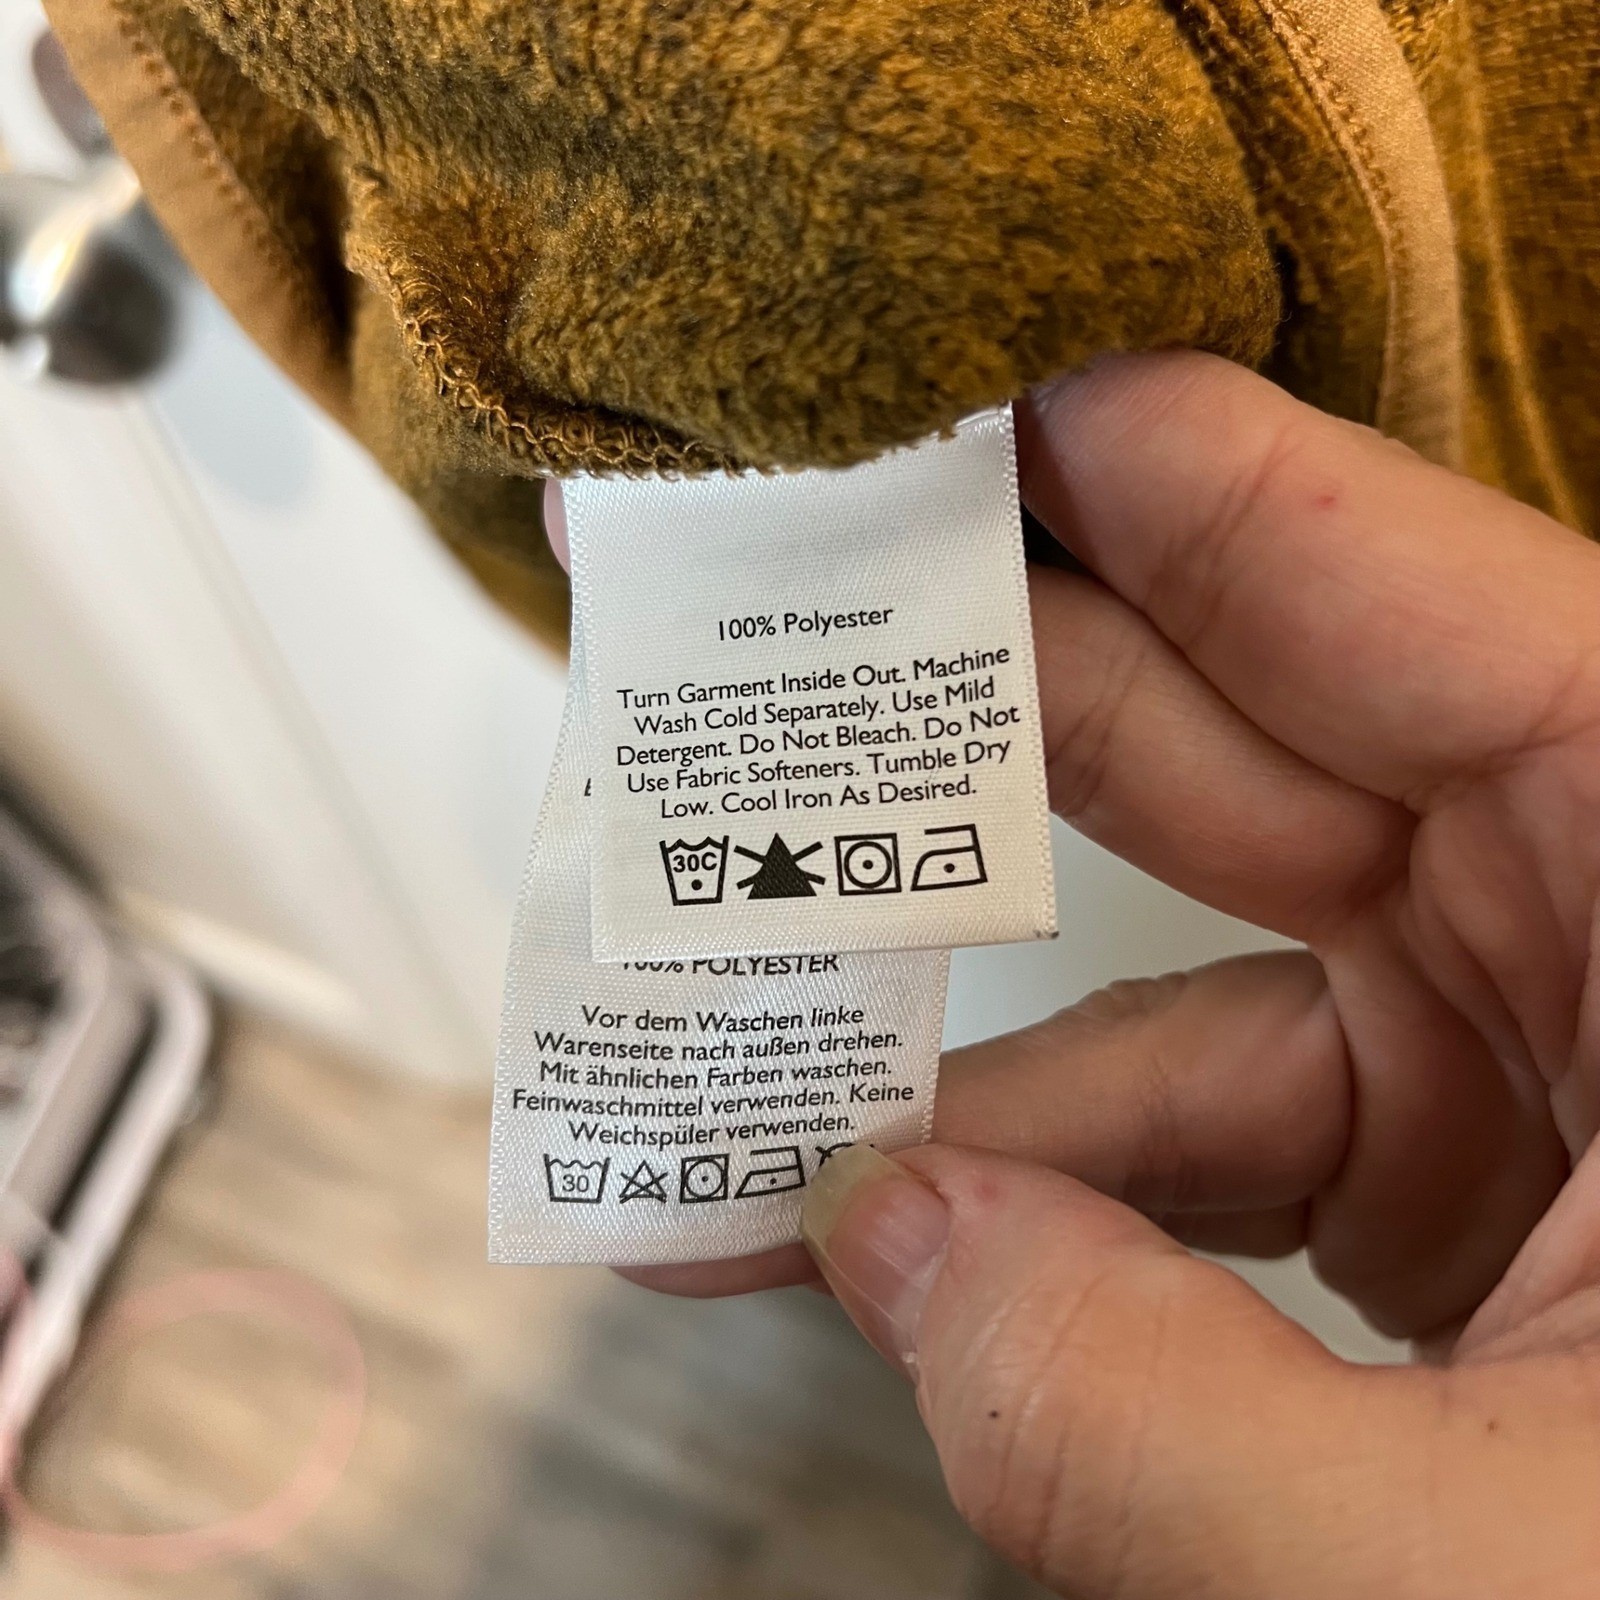 100% Polyester
Turn Garment Inside Out. Machine
Wash Cold Separately. Use Mild
Detergent. Do Not Bleach. Do Not
Use Fabric Softeners. Tumble Dry
Low. Cool Iron As Desired.
30C
100% POLYESTER
Vor dem Waschen linke
Warenseite nach außen drehen.
Mit ähnlichen Farben waschen.
Feinwaschmittel verwenden. Keine
Weichspüler verwenden.
30